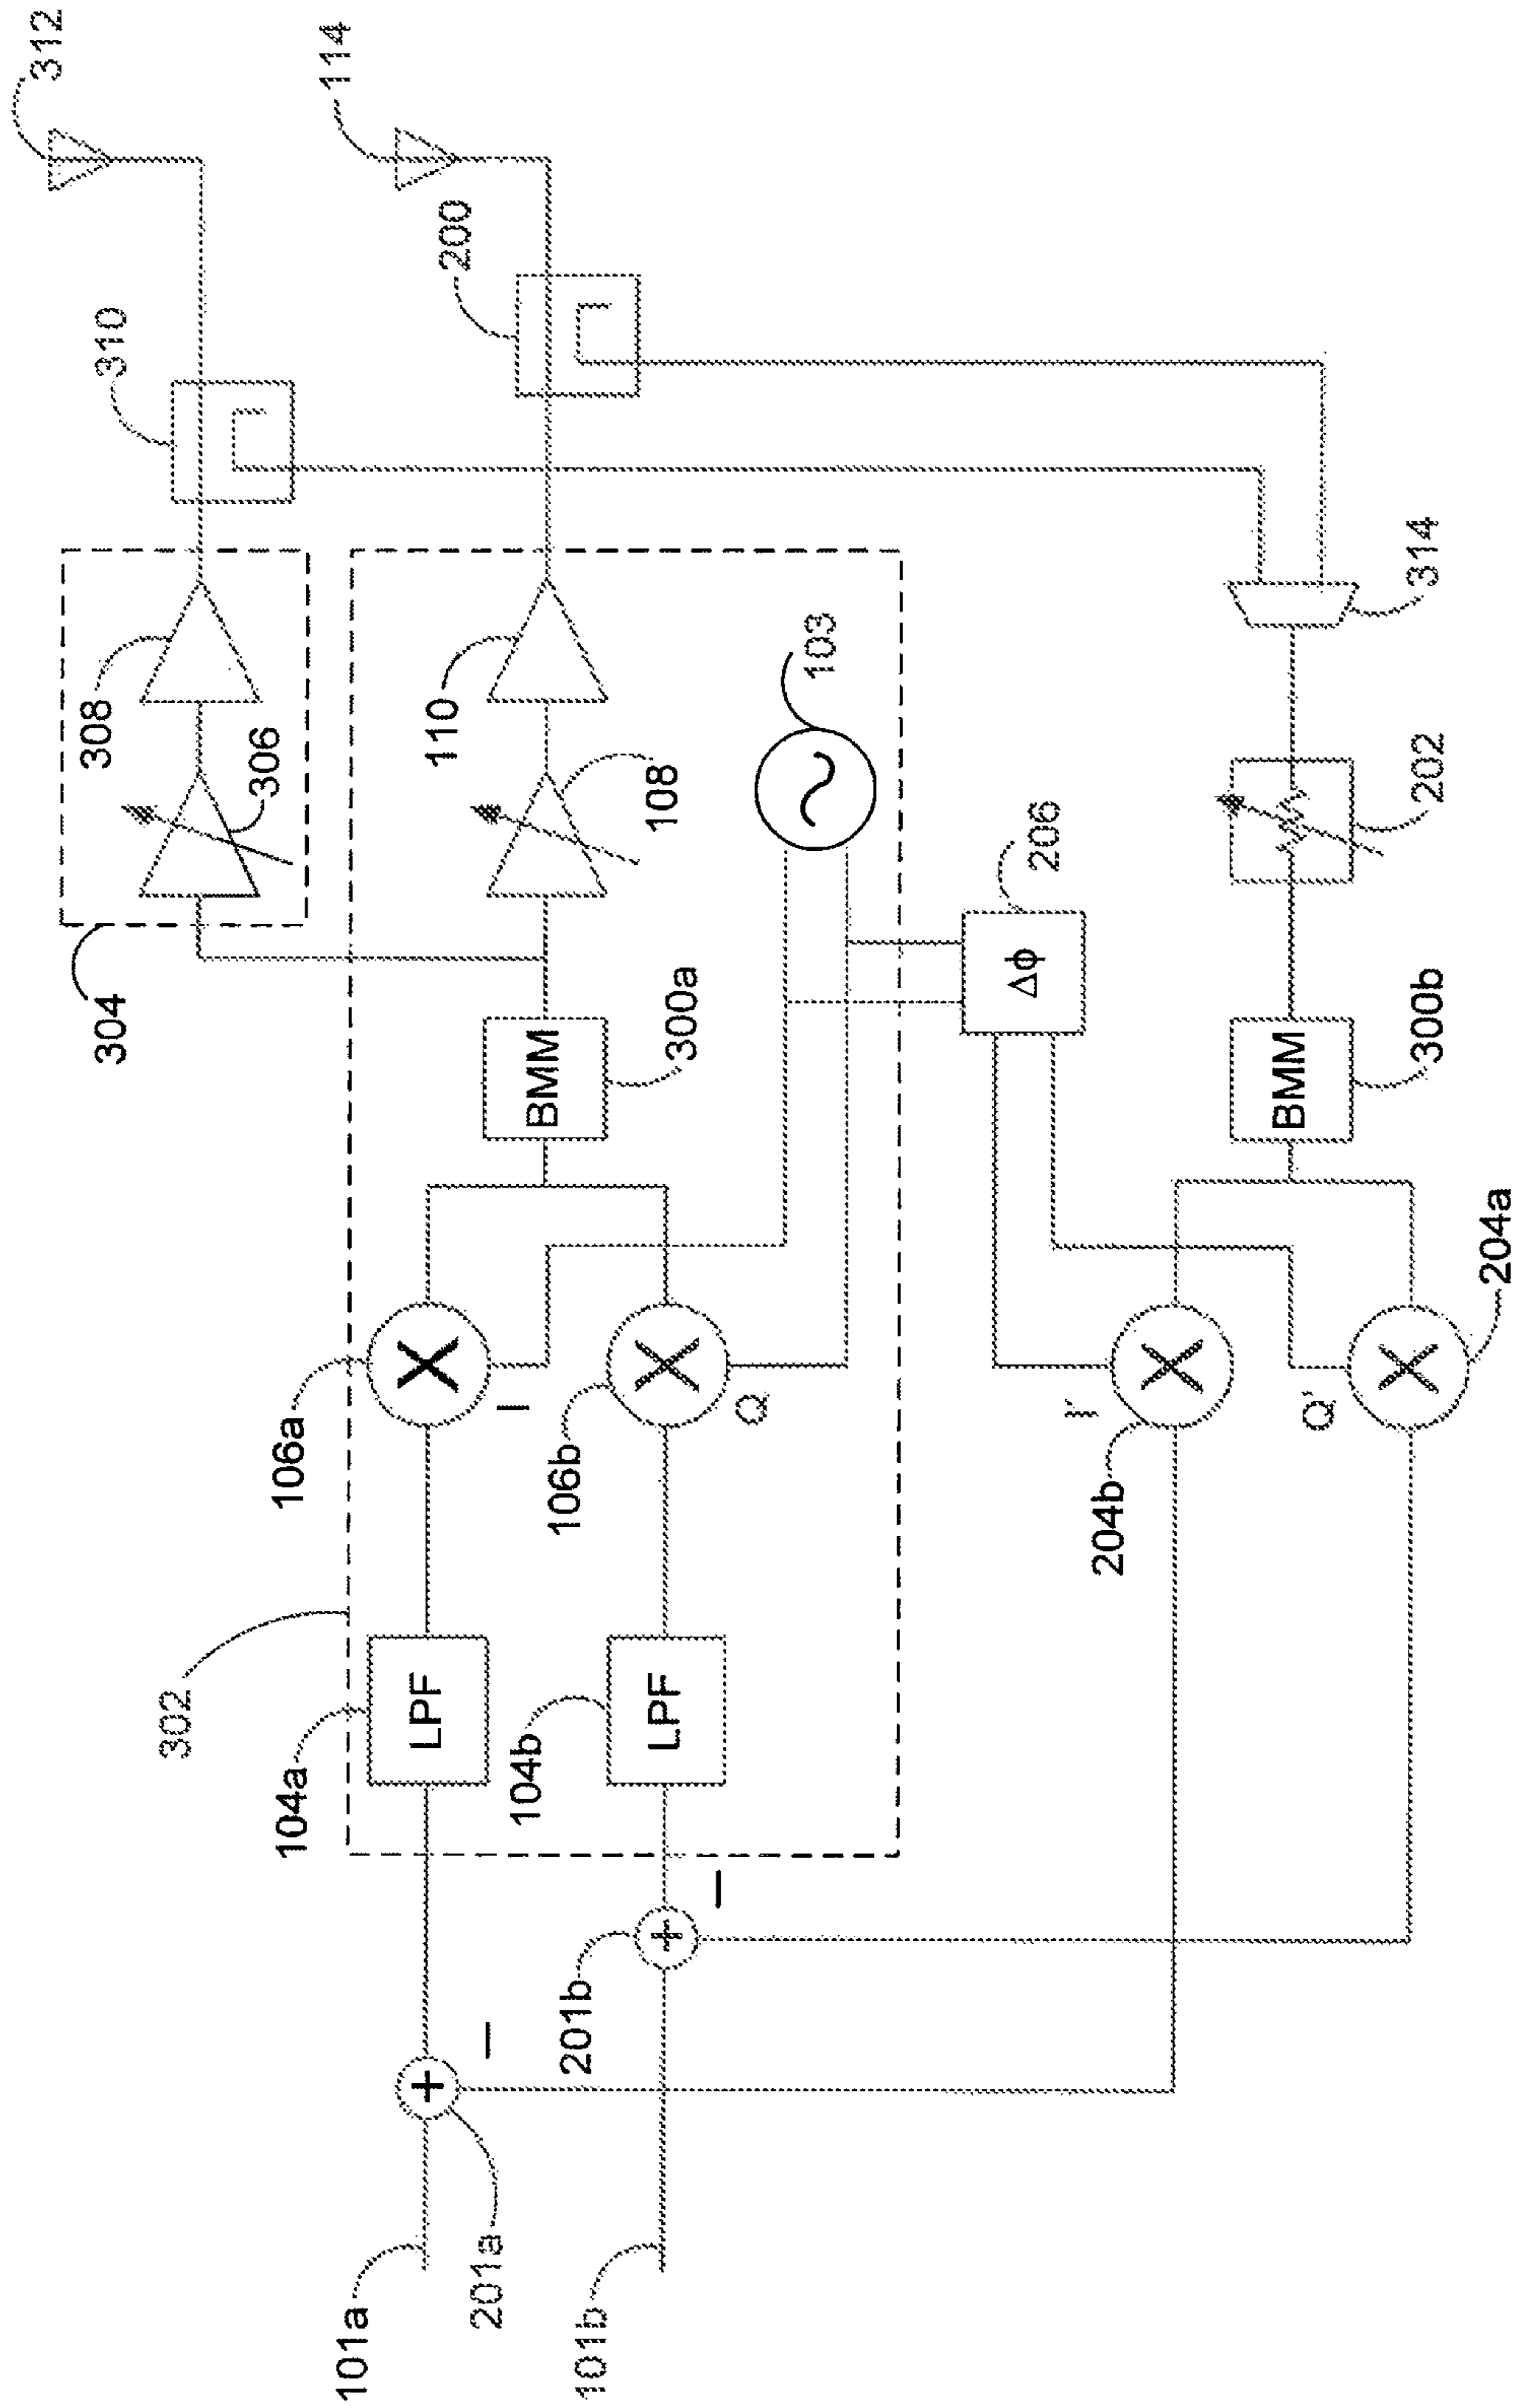 312
310
308
306
304
114
200
110
108
103
300a
BMM
106a
I
106b
Q
302
104a
LPF
104b
LPF
201b
+
−
101a
+
−
201a
101b
206
Δϕ
314
202
300b
BMM
I'
204b
Q'
204a